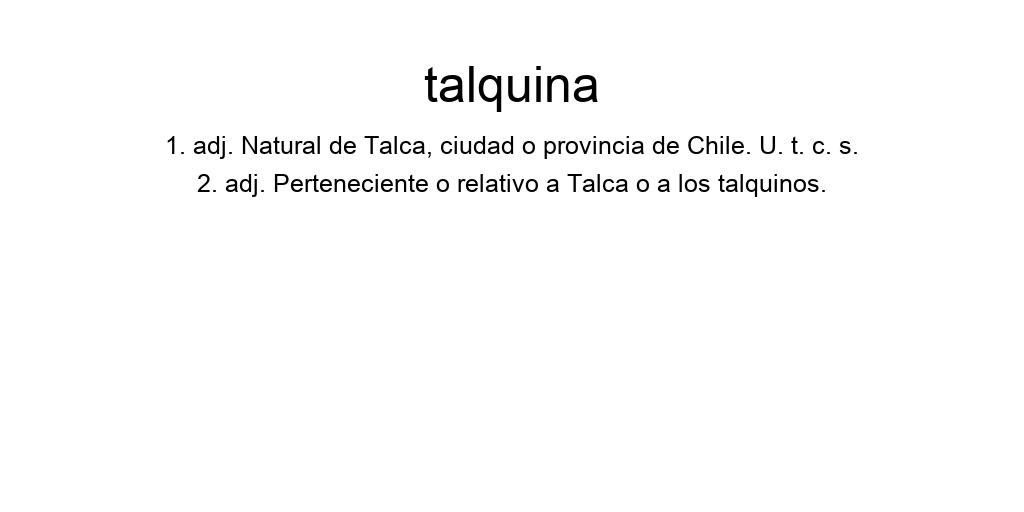 talquina
1. adj. Natural de Talca, ciudad o provincia de Chile. U. t. c. s.
2. adj. Perteneciente o relativo a Talca o a los talquinos.